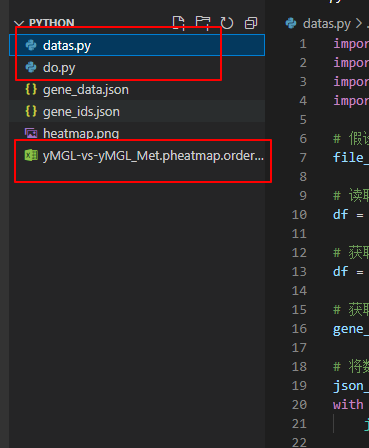 PYTHON
datas.py
do.py
{} gene_data.json
{} gene_ids.json
heatmap.png
yMGL-vs-yMGL_Met.pheatmap.order...
datas.py > ...
1 impor
2 impor
3 impor
4 impor
5
6 # 假设
7 file_
8
9 # 读取
10 df =
11
12 # 获取
13 df =
14
15 # 获取
16 gene_
17
18 # 将数
19 json_
20 with
21 j
22